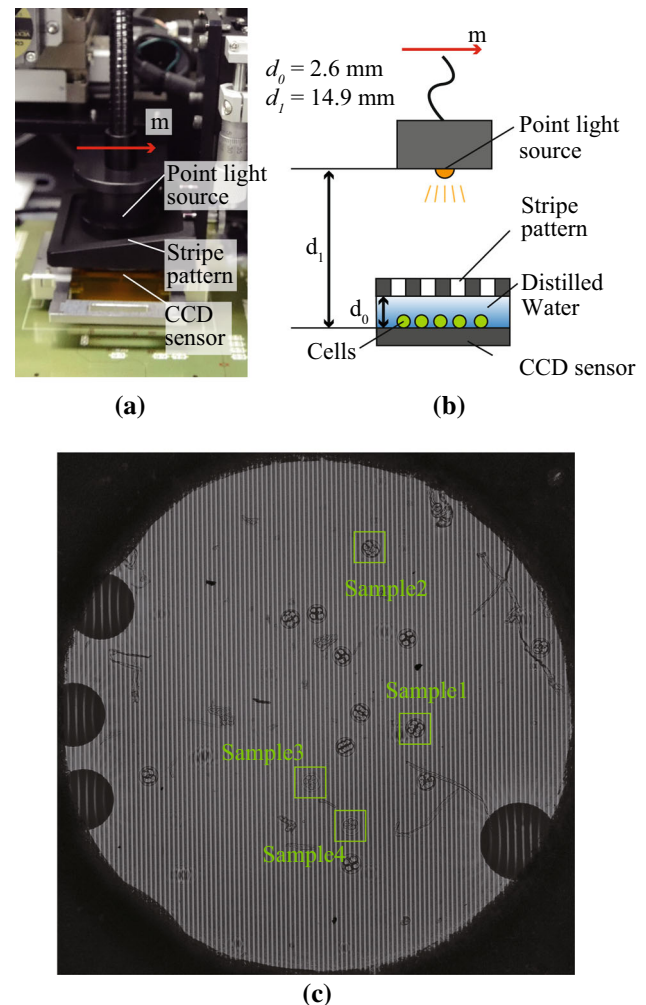 m
Point light
source
Stripe
pattern
CCD
sensor
(a)
m
d₀ = 2.6 mm
d₁ = 14.9 mm
Point light
source
d₁
Stripe
pattern
d₀
Distilled
Water
Cells
CCD sensor
(b)
Sample2
Sample1
Sample3
Sample4
(c)